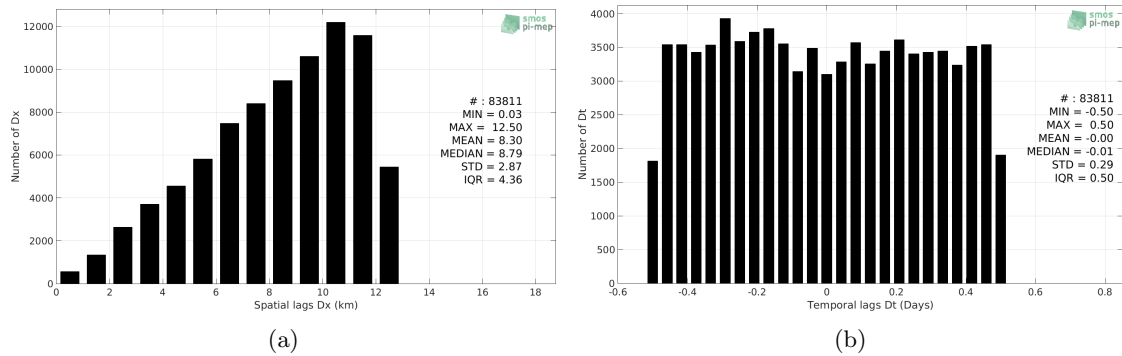 12000
10000
8000
6000
4000
2000
0
Number of Dx
smos
pi-mep
# : 83811
MIN = 0.03
MAX = 12.50
MEAN = 8.30
MEDIAN = 8.79
STD = 2.87
IQR = 4.36
0 2 4 6 8 10 12 14 16 18
Spatial lags Dx (km)
(a)
4000
3500
3000
2500
2000
1500
1000
500
0
Number of Dt
smos
pi-mep
# : 83811
MIN = -0.50
MAX = 0.50
MEAN = -0.00
MEDIAN = -0.01
STD = 0.29
IQR = 0.50
-0.6 -0.4 -0.2 0 0.2 0.4 0.6 0.8
Temporal lags Dt (Days)
(b)